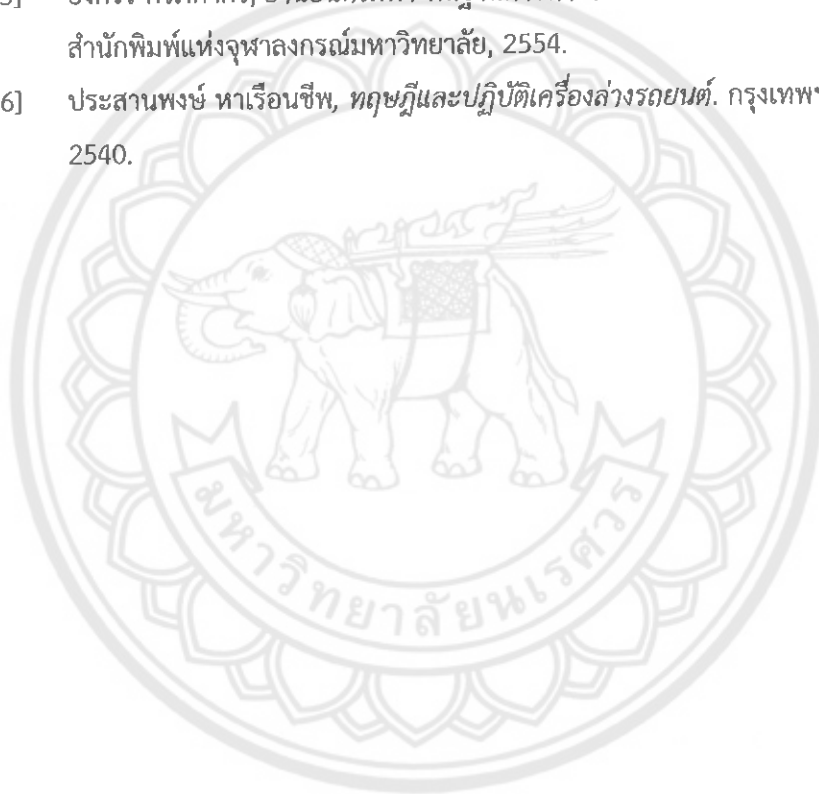 สำนักพิมพ์แห่งจุฬาลงกรณ์มหาวิทยาลัย, 2554.
6] ประสานพงษ์ หาเรือนชีพ, ทฤษฎีและปฏิบัติเครื่องล่างรถยนต์. กรุงเทพฯ
2540.
มหาวิทยาลัยนเรศวร